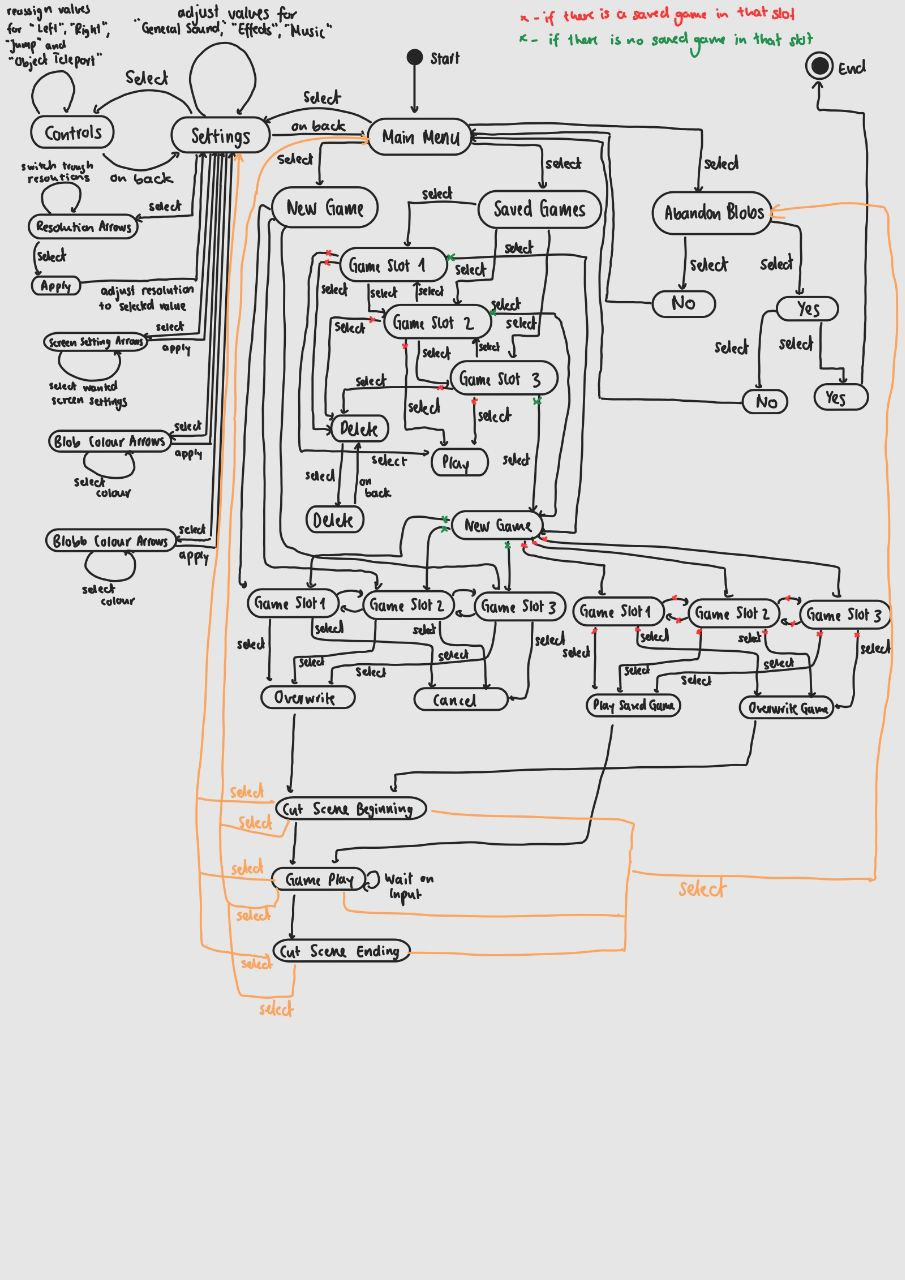 reassign values
for "Left", "Right",
"Jump" and
"Object Teleport"
adjust values for
"General Sound", "Effects", "Music"
x - if there is a saved game in that slot
x - if there is no saved game in that slot
Start
End
Select
select
on back
Controls
Settings
Main Menu
on back
select
select
select
switch trough
resoutions
New Game
Saved Games
Abandon Blobs
select
select
Resolution Arrows
select
select
select
select
Game Slot 1
select
select
select
select
Apply
adjust resolution
to selected value
No
Yes
select
select
Game Slot 2
select
select
select
select
Screen Setting Arrows
apply
select
select
select
select wanted
screen settings
select
Game Slot 3
Yes
No
select
select
select
Delete
Blob Colour Arrows
apply
select
colour
select
Play
select
select
on
back
Delete
New Game
select
Blobb Colour Arrows
apply
select
colour
Game Slot 1
Game Slot 2
Game Slot 3
Game Slot 1
Game Slot 2
Game Slot 3
select
select
select
select
select
select
select
select
select
select
select
select
select
Overwrite
Cancel
Play Saved Game
Overwrite Game
select
Cut Scene Beginning
select
select
Game Play
Wait on
Input
select
select
Cut Scene Ending
select
select